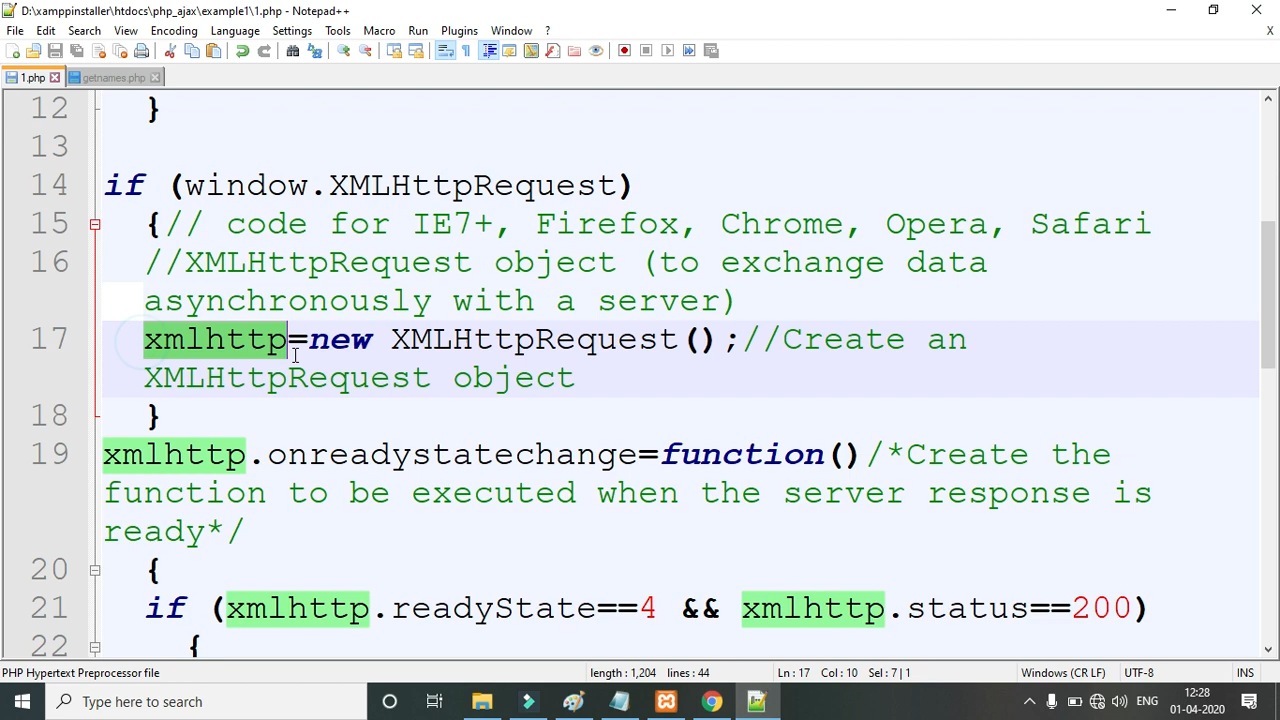 D:\xamppinstaller\htdocs\php_ajax\example1\1.php - Notepad++
File Edit Search View Encoding Language Settings Tools Macro Run Plugins Window ? X
1.php getnames.php
12 }
13
14 if (window.XMLHttpRequest)
15 {// code for IE7+, Firefox, Chrome, Opera, Safari
16 //XMLHttpRequest object (to exchange data
asynchronously with a server)
17 xmlhttp=new XMLHttpRequest();//Create an
XMLHttpRequest object
18 }
19 xmlhttp.onreadystatechange=function()/*Create the
function to be executed when the server response is
ready*/
20 {
21 if (xmlhttp.readyState==4 && xmlhttp.status==200)
22 {
PHP Hypertext Preprocessor file length : 1,204 lines : 44 Ln : 17 Col : 10 Sel : 7 | 1 Windows (CR LF) UTF-8 INS
Type here to search ENG 12:28
01-04-2020